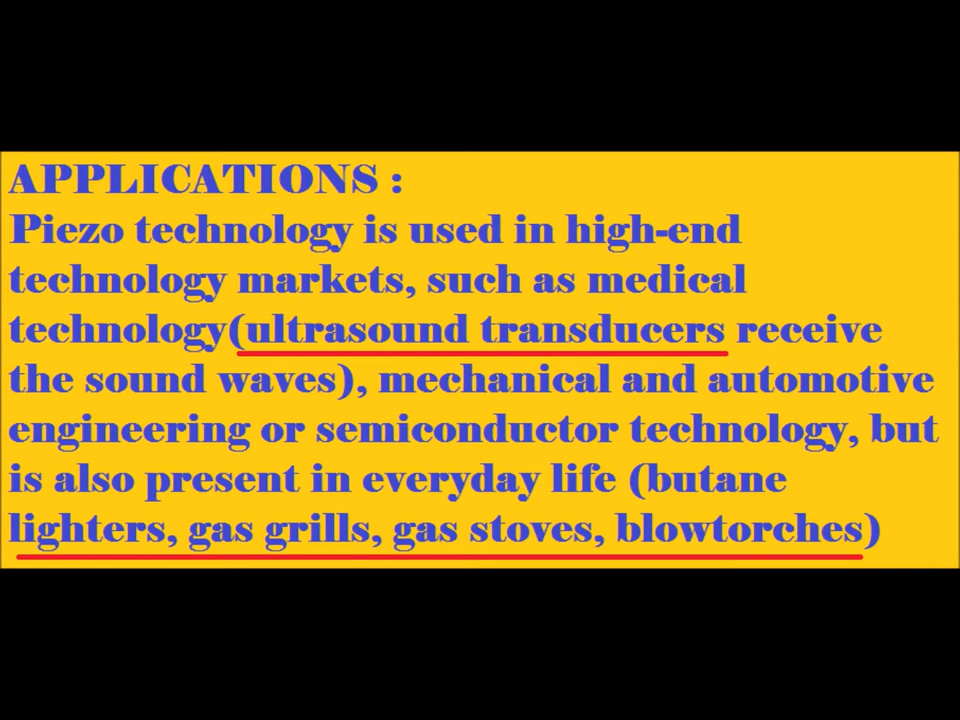 APPLICATIONS :
Piezo technology is used in high-end
technology markets, such as medical
technology(ultrasound transducers receive
the sound waves), mechanical and automotive
engineering or semiconductor technology, but
is also present in everyday life (butane
lighters, gas grills, gas stoves, blowtorches)